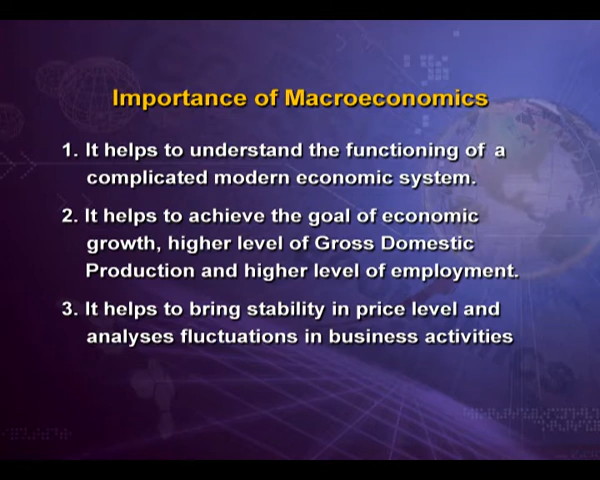 Importance of Macroeconomics
1. It helps to understand the functioning of a
complicated modern economic system.
2. It helps to achieve the goal of economic
growth, higher level of Gross Domestic
Production and higher level of employment.
3. It helps to bring stability in price level and
analyses fluctuations in business activities